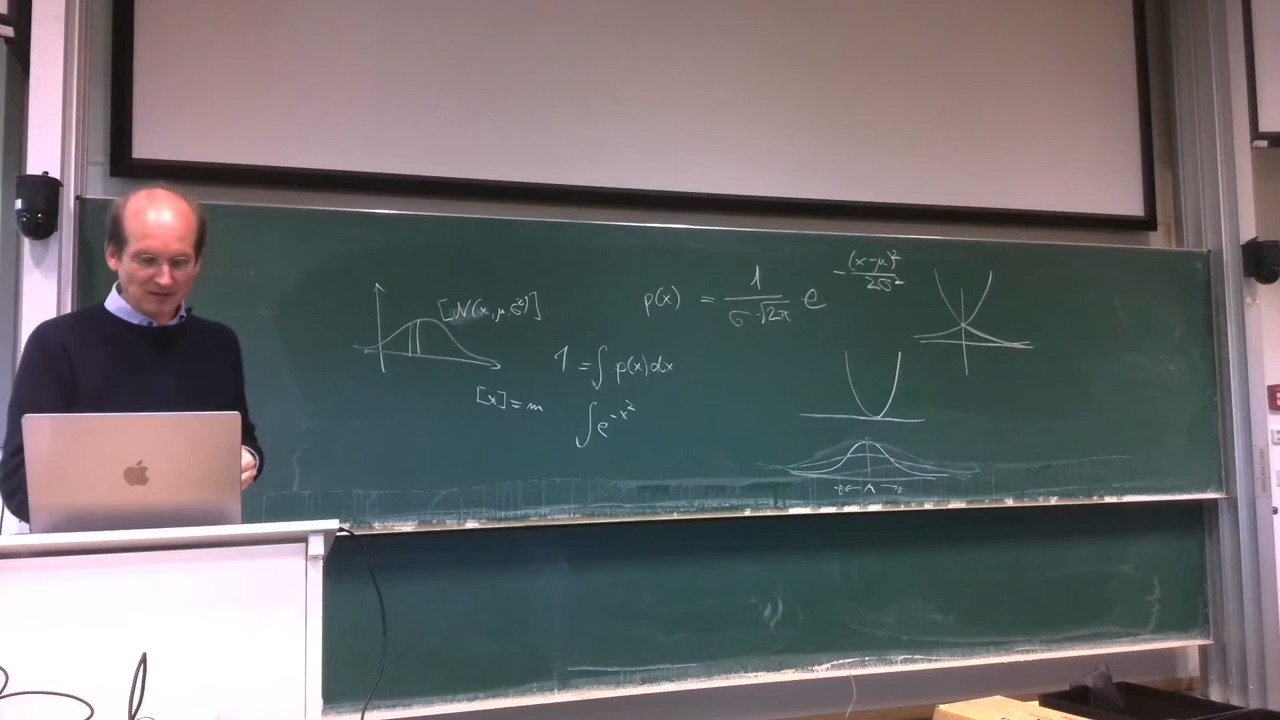 [N(x, μ, σ²)]
p(x) = 1/(σ·√2π) e^(-(x-μ)²/2σ²)
1 = ∫ p(x)dx
[x] = m
∫ e^-x²